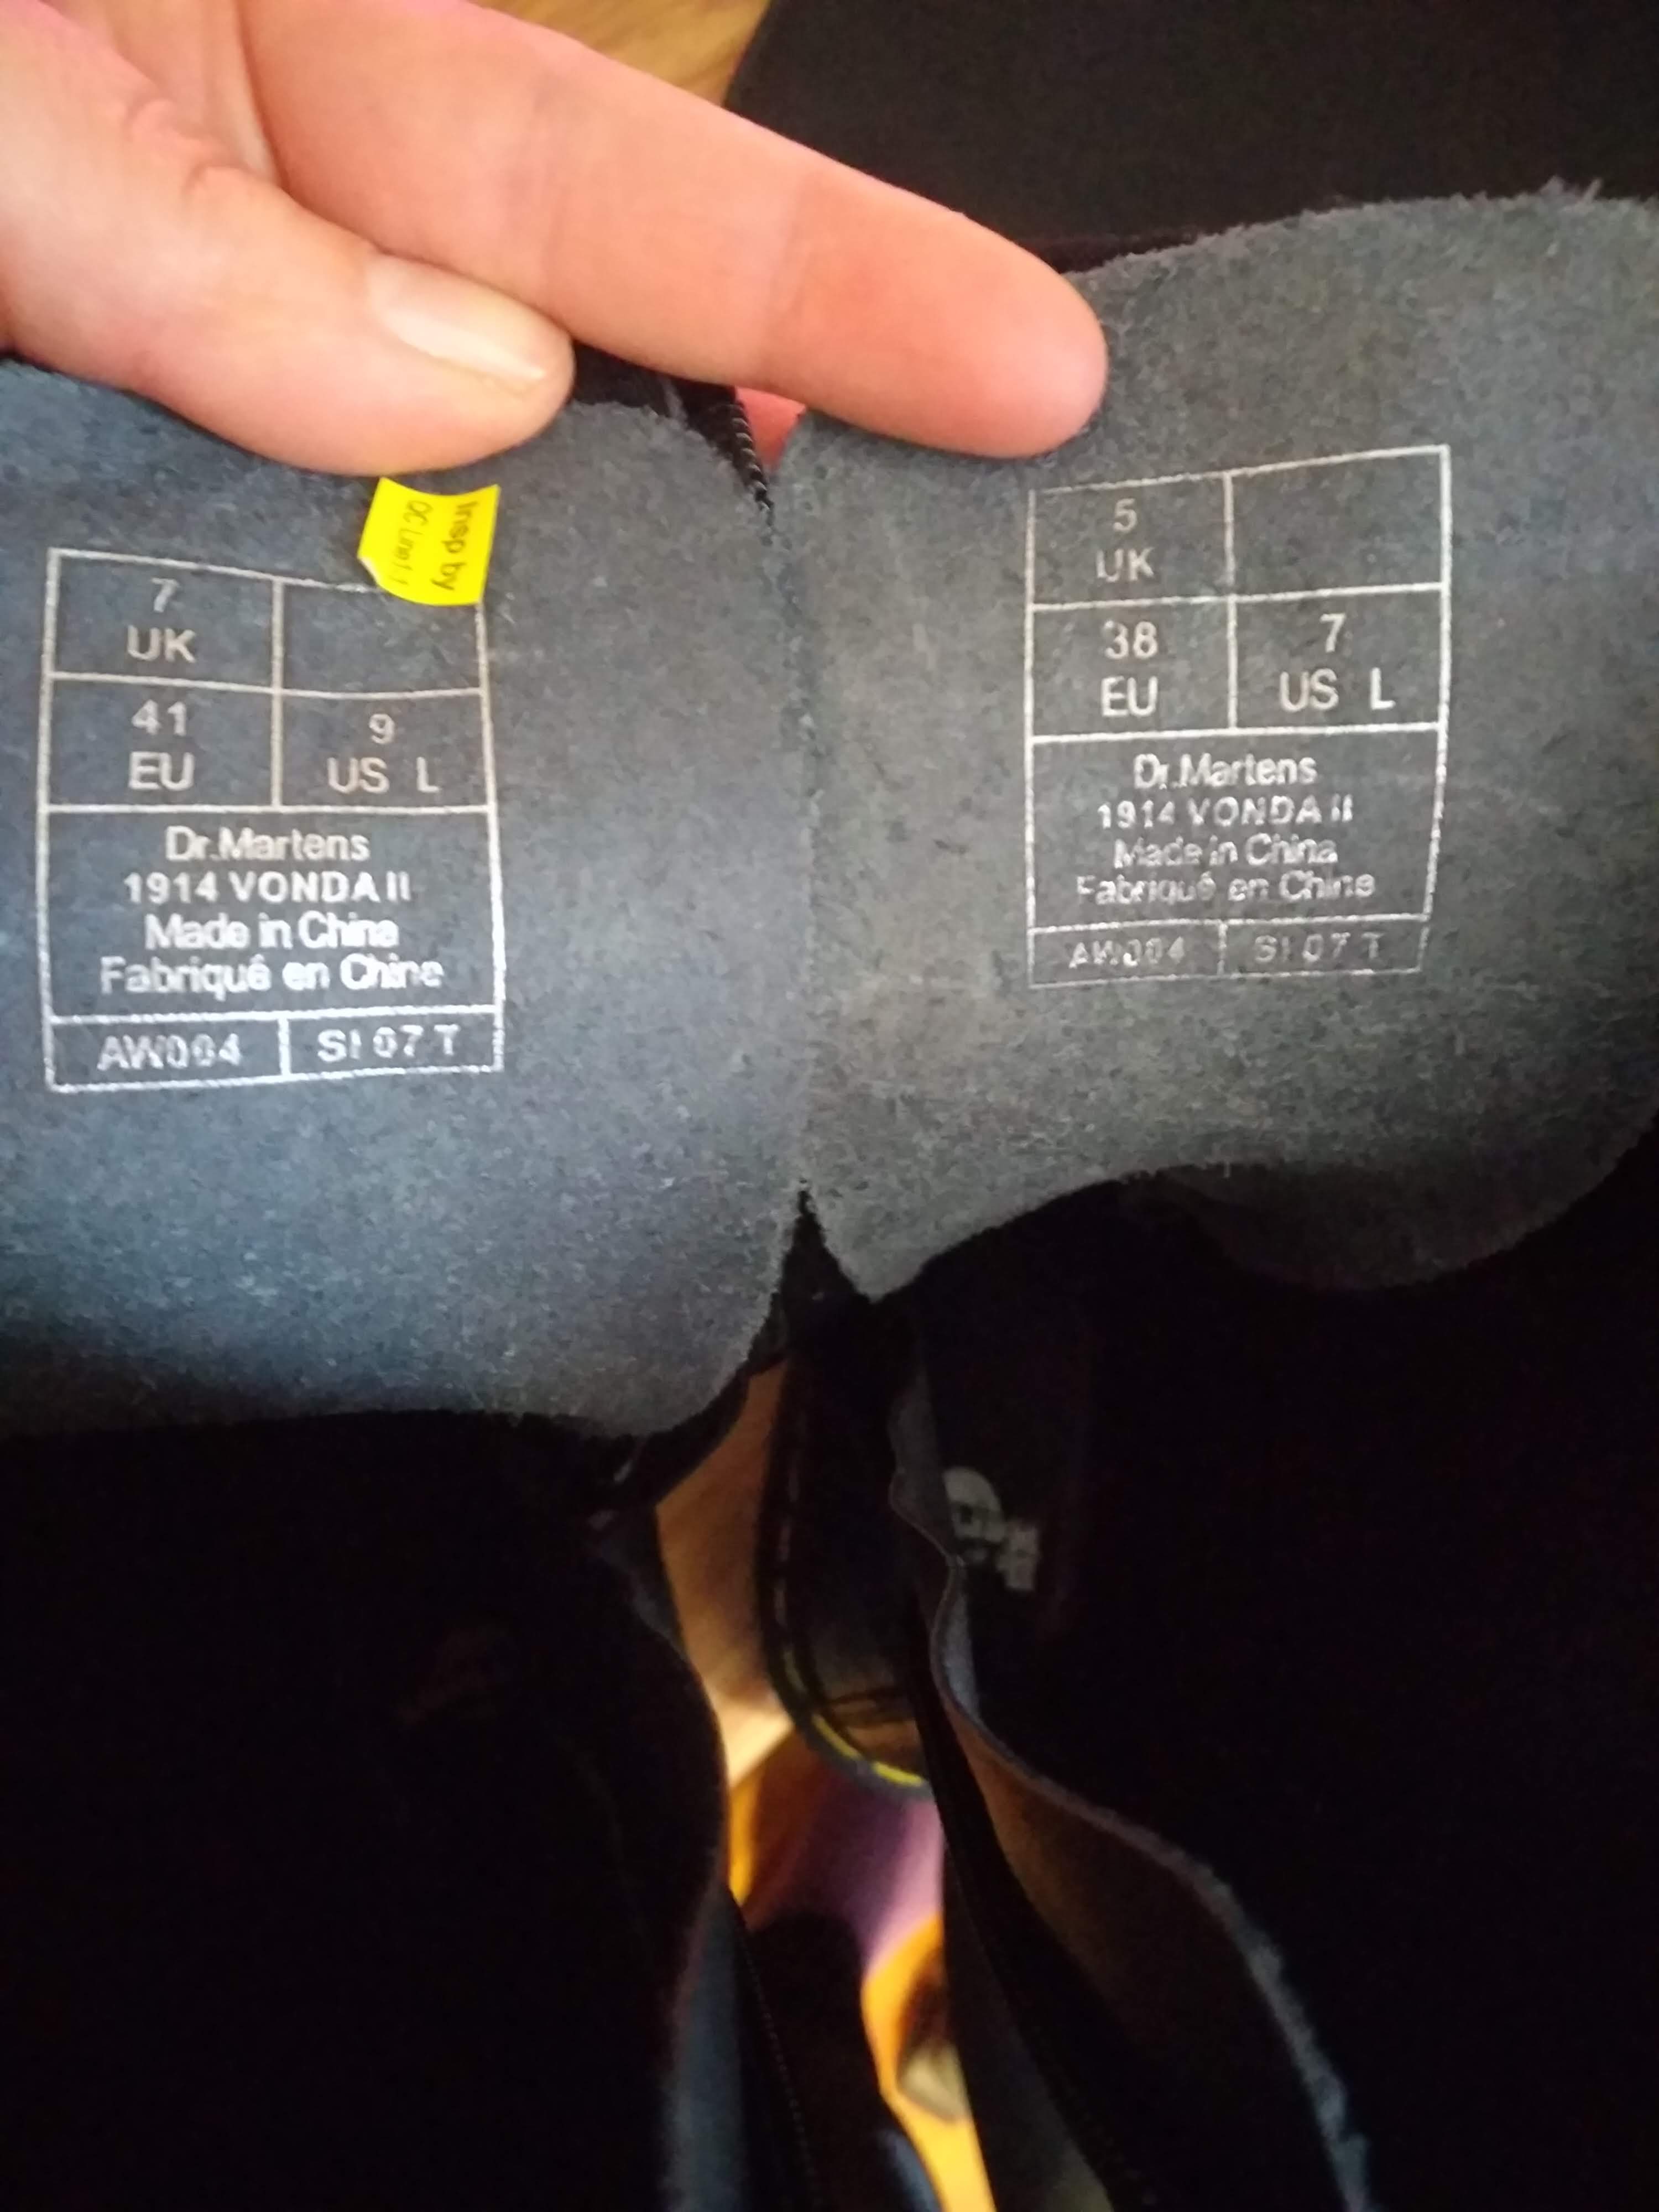 Insp by
QC Line
7
UK
41
EU
9
US L
Dr.Martens
1914 VONDA II
Made in China
Fabriqué en Chine
AW004
SI 07 T
5
UK
38
EU
7
US L
Dr.Martens
1914 VONDA II
Made in China
Fabriqué en Chine
AW004
SI 07 T